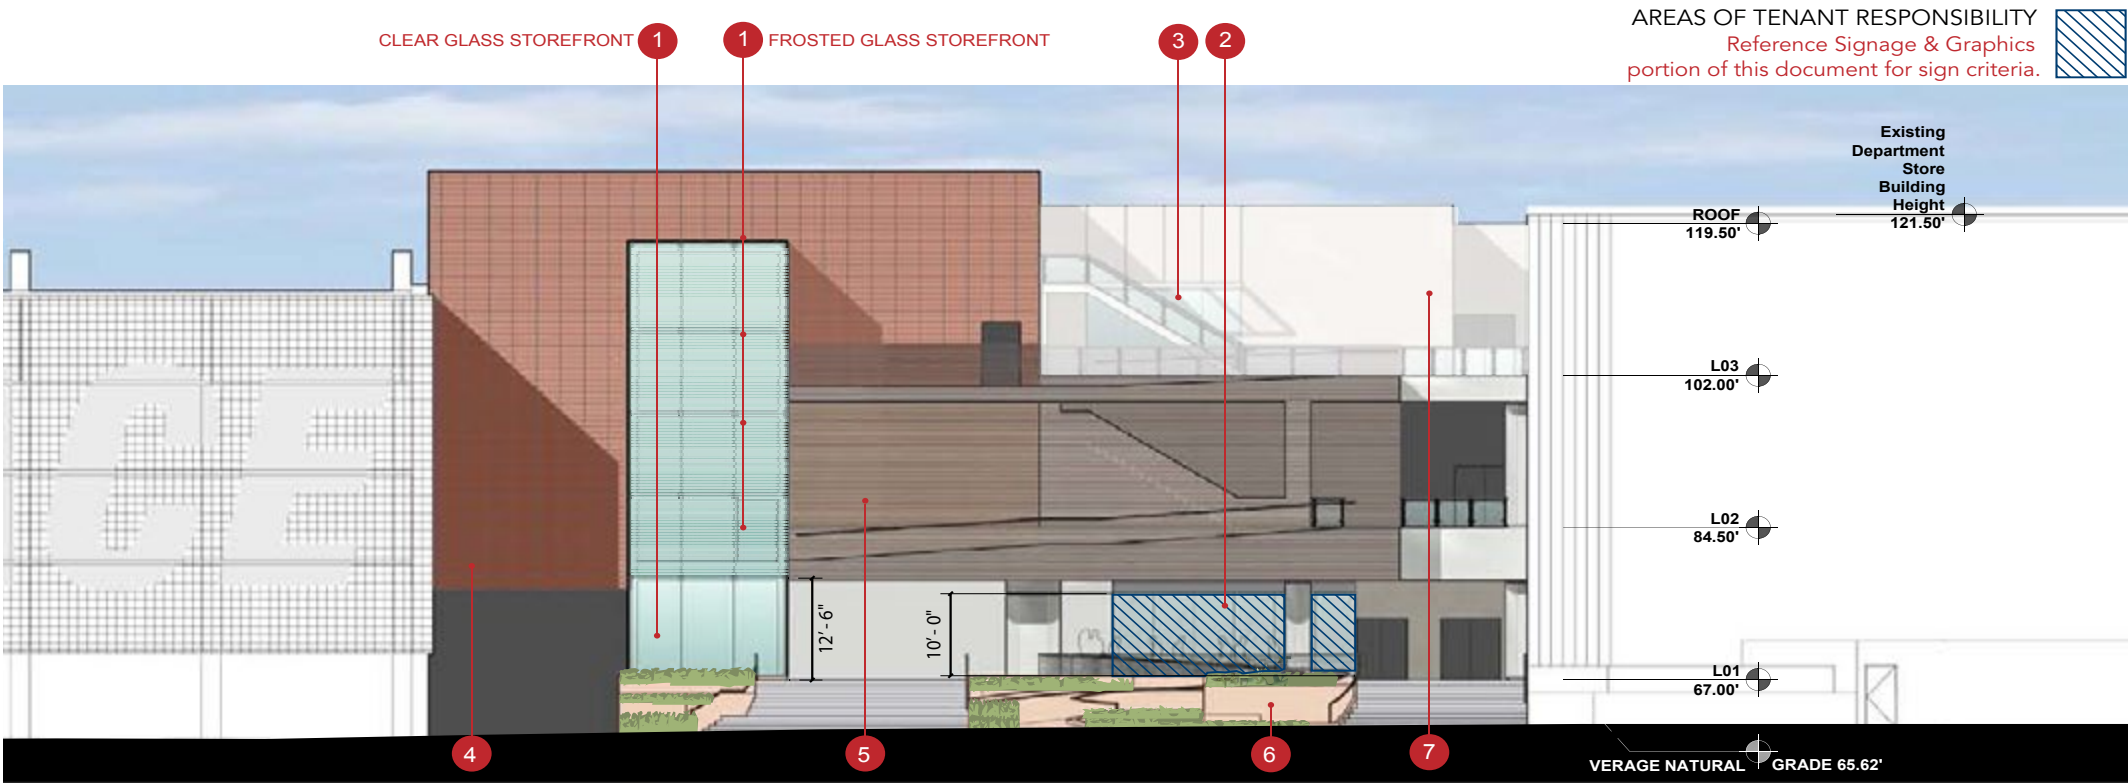 CLEAR GLASS STOREFRONT 1
1 FROSTED GLASS STOREFRONT
3 2
AREAS OF TENANT RESPONSIBILITY
Reference Signage & Graphics
portion of this document for sign criteria.
Existing
Department
Store
Building
Height
121.50'
ROOF
119.50'
L03
102.00'
CE
L02
84.50'
12'- 6"
10'- 0"
L01
67.00'
4 5 6 7
VERAGE NATURAL GRADE 65.62'